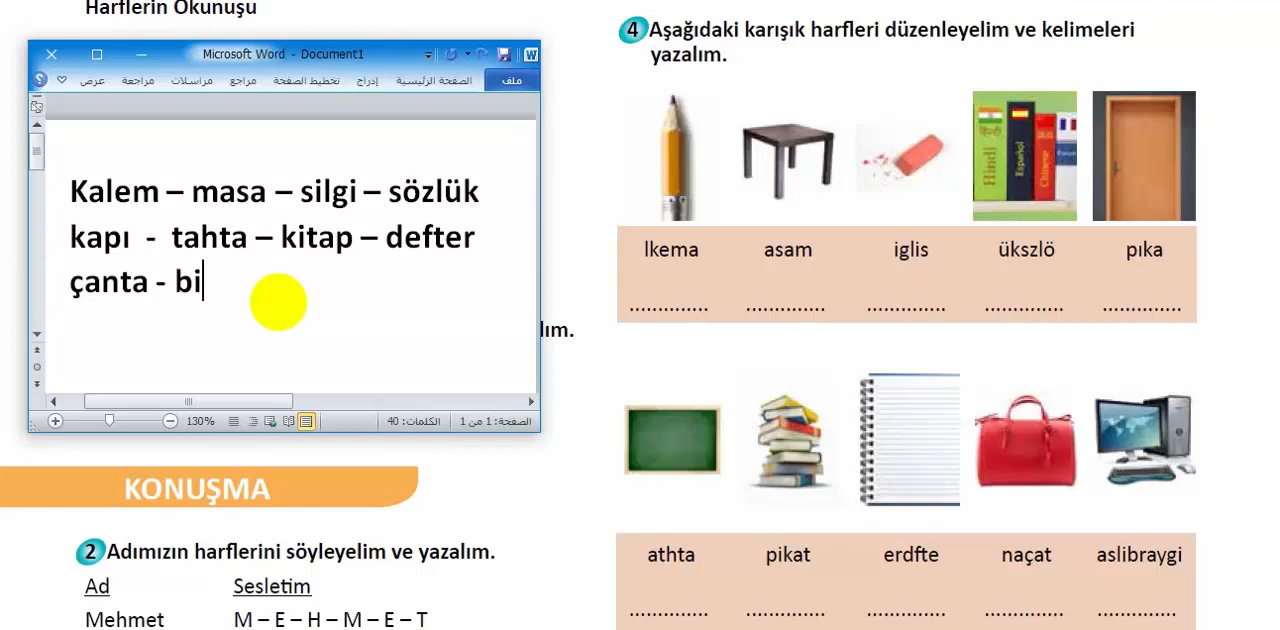 Harflerin Okunuşu
Microsoft Word - Document1
ملف الصفحة الرئيسية إدراج تخطيط الصفحة مراجع مراسلات مراجعة عرض
Kalem – masa – silgi – sözlük
kapı - tahta – kitap – defter
çanta - bi
lım.
الصفحة: 1 من 1 الكلمات: 40 130%
KONUŞMA
2 Adımızın harflerini söyleyelim ve yazalım.
Ad Sesletim
Mehmet M – E – H – M – E – T
4 Aşağıdaki karışık harfleri düzenleyelim ve kelimeleri
yazalım.
Hindi Español Chinese
lkema asam iglis ükszlö pıka
.............. .............. .............. .............. ..............
athta pikat erdfte naçat aslibraygi
.............. .............. .............. .............. ..............